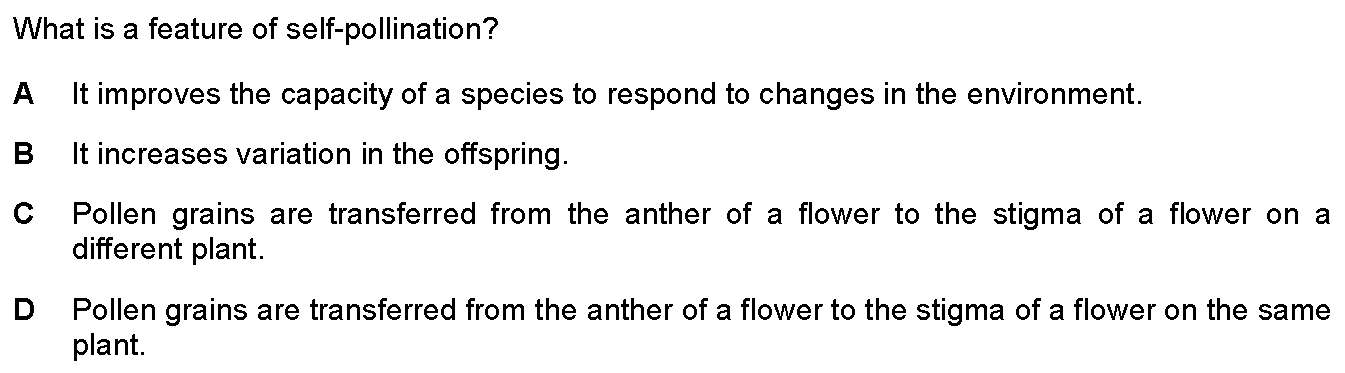 What is a feature of self-pollination?
A It improves the capacity of a species to respond to changes in the environment.
B It increases variation in the offspring.
C Pollen grains are transferred from the anther of a flower to the stigma of a flower on a
different plant.
D Pollen grains are transferred from the anther of a flower to the stigma of a flower on the same
plant.